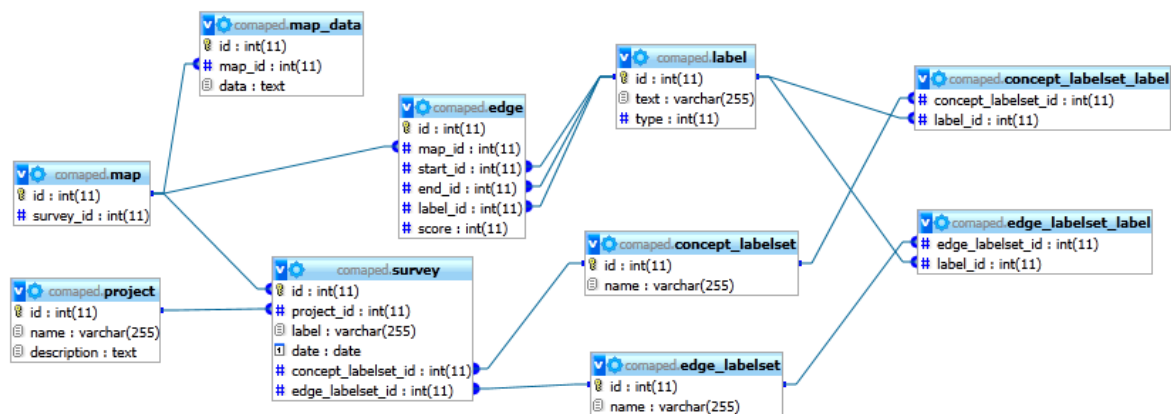 comaped.map_data
id : int(11)
map_id : int(11)
data : text
comaped.edge
id : int(11)
map_id : int(11)
start_id : int(11)
end_id : int(11)
label_id : int(11)
score : int(11)
comaped.label
id : int(11)
text : varchar(255)
type : int(11)
comaped.concept_labelset_label
concept_labelset_id : int(11)
label_id : int(11)
comaped.map
id : int(11)
survey_id : int(11)
comaped.project
id : int(11)
name : varchar(255)
description : text
comaped.survey
id : int(11)
project_id : int(11)
label : varchar(255)
date : date
concept_labelset_id : int(11)
edge_labelset_id : int(11)
comaped.concept_labelset
id : int(11)
name : varchar(255)
comaped.edge_labelset_label
edge_labelset_id : int(11)
label_id : int(11)
comaped.edge_labelset
id : int(11)
name : varchar(255)